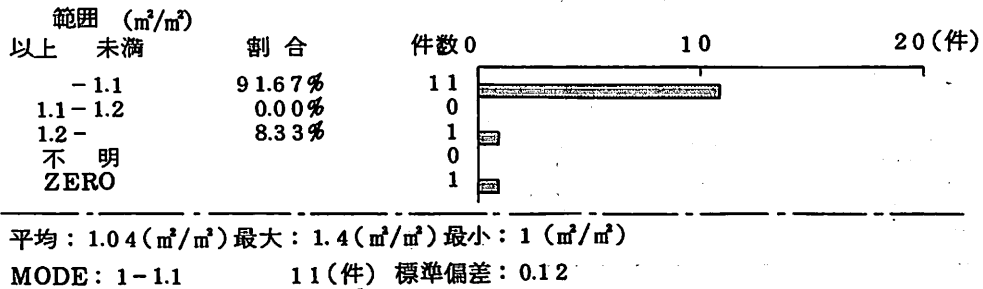 範囲 (㎡/㎡)
以上 未満 割合 件数 0 10 20(件)
-1.1 91.67% 11
1.1-1.2 0.00% 0
1.2- 8.33% 1
不明 0
ZERO 1
平均：1.04(㎡/㎡) 最大：1.4(㎡/㎡) 最小：1(㎡/㎡)
MODE：1-1.1 11(件) 標準偏差：0.12